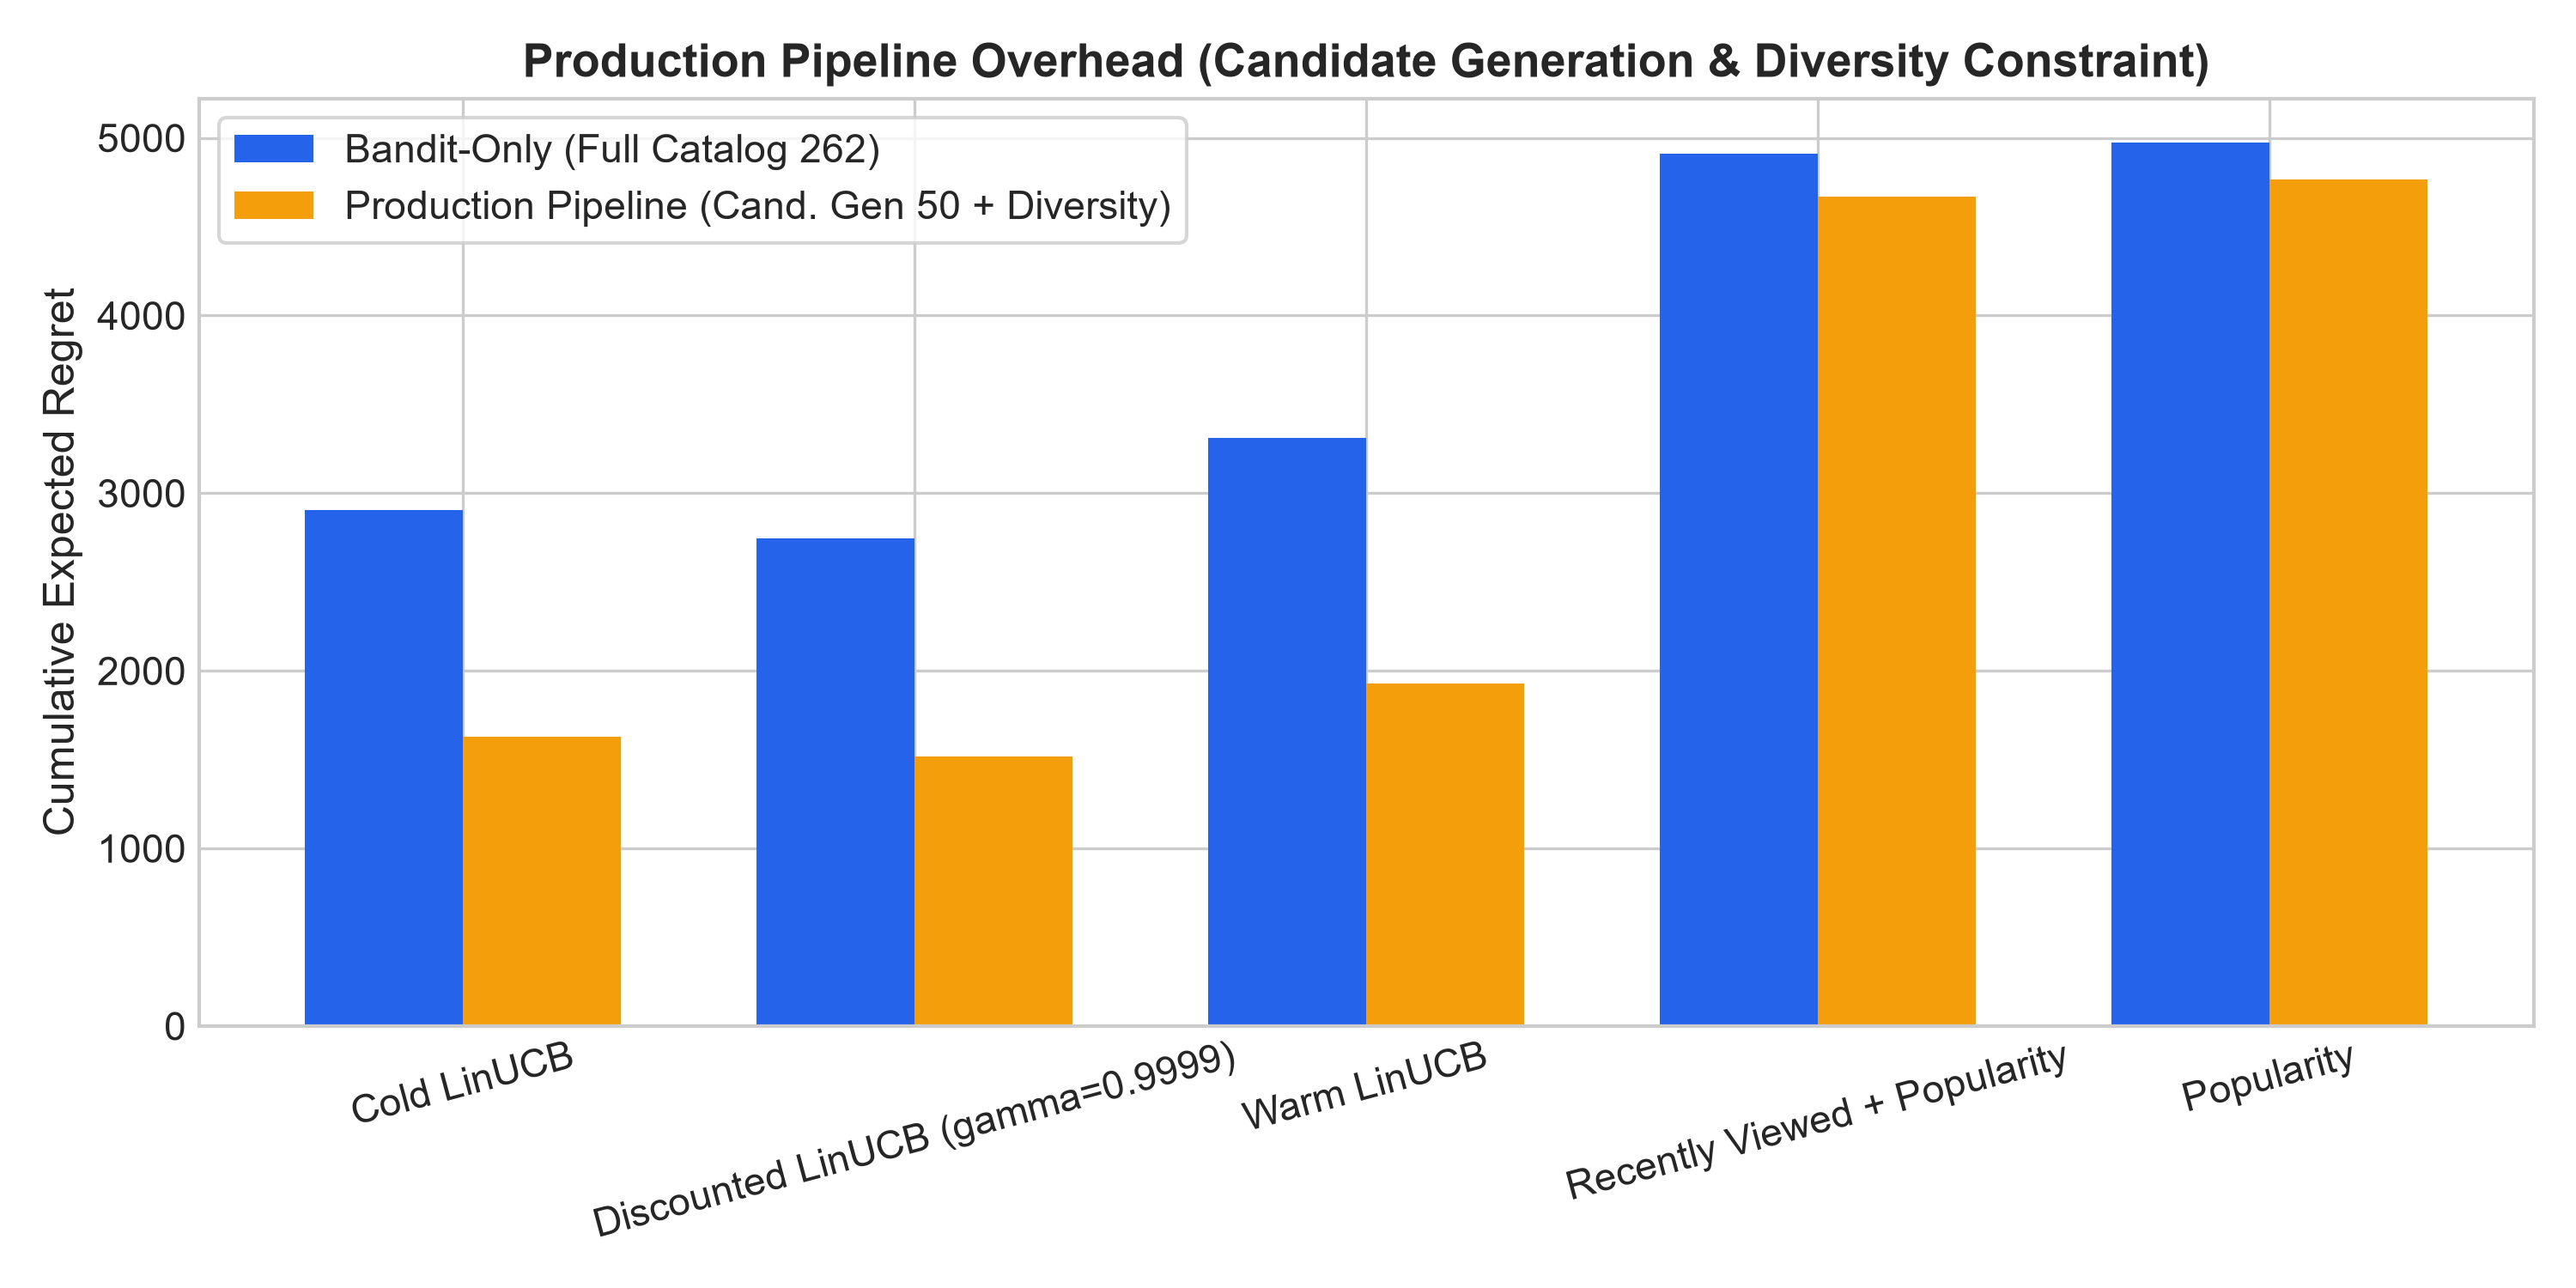 Production Pipeline Overhead (Candidate Generation & Diversity Constraint)
Bandit-Only (Full Catalog 262)
Production Pipeline (Cand. Gen 50 + Diversity)
Cumulative Expected Regret
5000
4000
3000
2000
1000
0
Cold LinUCB
Discounted LinUCB (gamma=0.9999)
Warm LinUCB
Recently Viewed + Popularity
Popularity